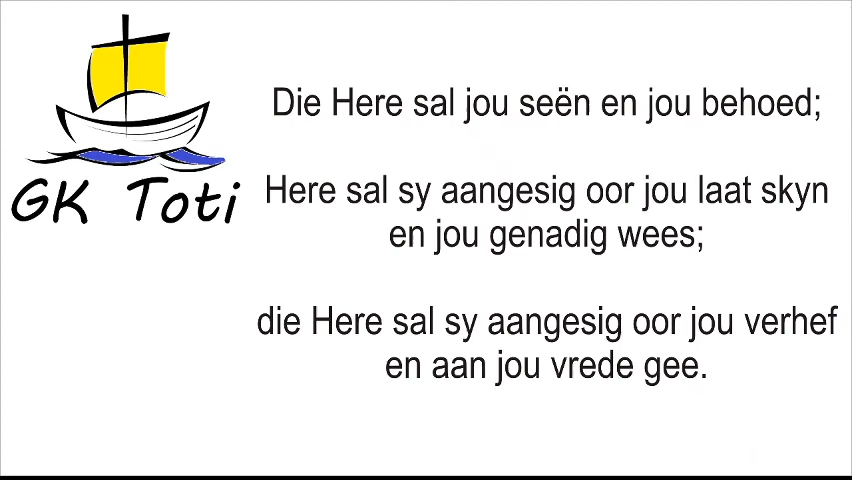 GK Toti
Die Here sal jou seën en jou behoed;
Here sal sy aangesig oor jou laat skyn
en jou genadig wees;
die Here sal sy aangesig oor jou verhef
en aan jou vrede gee.